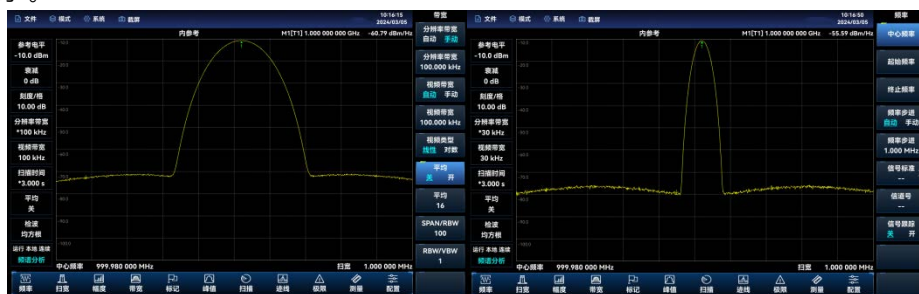 文件 模式 系统 截屏 10:16:15 2024/03/05 带宽
内参考 M1[T1] 1.000 000 000 GHz -60.79 dBm/Hz
参考电平
-10.0 dBm
衰减
0 dB
刻度/格
10.00 dB
分辨率带宽
*100 kHz
视频带宽
100 kHz
扫描时间
*3.000 s
平均
关
检波
均方根
运行 本地 连续
频谱分析
中心频率 999.980 000 MHz 扫宽 1.000 000 MHz
分辨率带宽
自动 手动
分辨率带宽
100.000 kHz
视频带宽
自动 手动
视频带宽
100.000 kHz
视频类型
线性 对数
平均
关 开
平均
16
SPAN/RBW
100
RBW/VBW
1
频率 扫宽 幅度 带宽 标记 峰值 扫描 迹线 极限 测量 配置
文件 模式 系统 截屏 10:16:50 2024/03/05 频率
内参考 M1[T1] 1.000 000 000 GHz -55.59 dBm/Hz
参考电平
-10.0 dBm
衰减
0 dB
刻度/格
10.00 dB
分辨率带宽
*30 kHz
视频带宽
30 kHz
扫描时间
*3.000 s
平均
关
检波
均方根
运行 本地 连续
频谱分析
中心频率 999.980 000 MHz 扫宽 1.000 000 MHz
中心频率
起始频率
终止频率
频率步进
自动 手动
频率步进
1.000 MHz
信号标准
--
信道号
--
信号跟踪
关 开
频率 扫宽 幅度 带宽 标记 峰值 扫描 迹线 极限 测量 配置